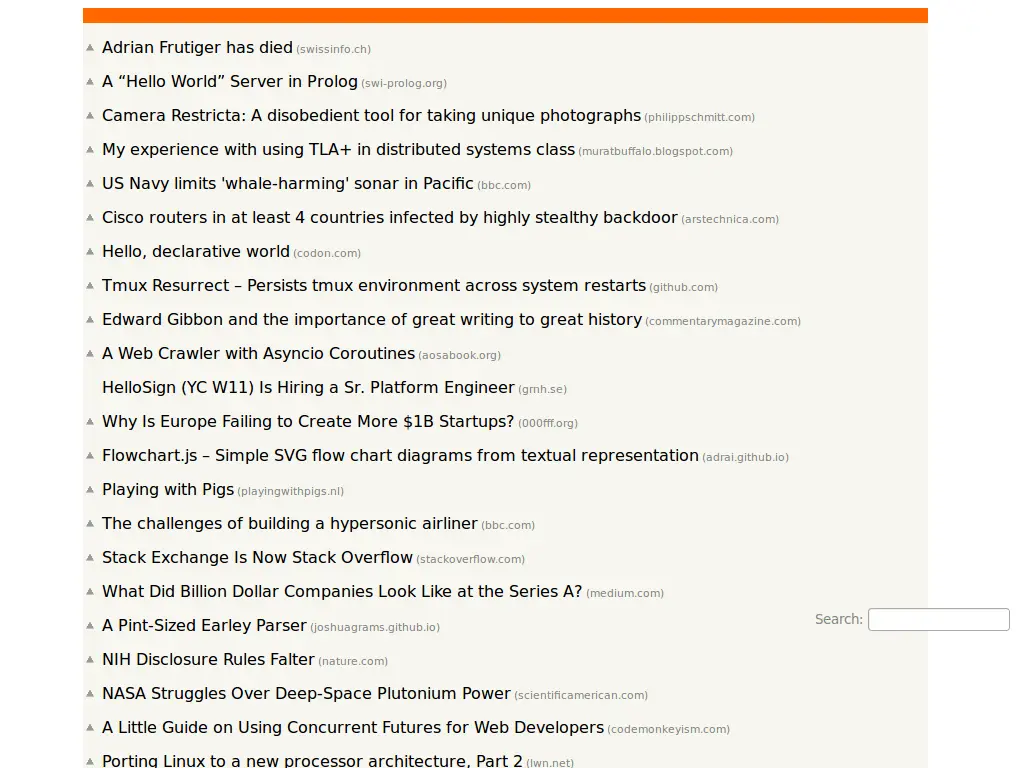 Adrian Frutiger has died (swissinfo.ch)
A “Hello World” Server in Prolog (swi-prolog.org)
Camera Restricta: A disobedient tool for taking unique photographs (philippschmitt.com)
My experience with using TLA+ in distributed systems class (muratbuffalo.blogspot.com)
US Navy limits 'whale-harming' sonar in Pacific (bbc.com)
Cisco routers in at least 4 countries infected by highly stealthy backdoor (arstechnica.com)
Hello, declarative world (codon.com)
Tmux Resurrect – Persists tmux environment across system restarts (github.com)
Edward Gibbon and the importance of great writing to great history (commentarymagazine.com)
A Web Crawler with Asyncio Coroutines (aosabook.org)
HelloSign (YC W11) Is Hiring a Sr. Platform Engineer (grnh.se)
Why Is Europe Failing to Create More $1B Startups? (000fff.org)
Flowchart.js – Simple SVG flow chart diagrams from textual representation (adrai.github.io)
Playing with Pigs (playingwithpigs.nl)
The challenges of building a hypersonic airliner (bbc.com)
Stack Exchange Is Now Stack Overflow (stackoverflow.com)
What Did Billion Dollar Companies Look Like at the Series A? (medium.com)
Search:
A Pint-Sized Earley Parser (joshuagrams.github.io)
NIH Disclosure Rules Falter (nature.com)
NASA Struggles Over Deep-Space Plutonium Power (scientificamerican.com)
A Little Guide on Using Concurrent Futures for Web Developers (codemonkeyism.com)
Porting Linux to a new processor architecture, Part 2 (lwn.net)